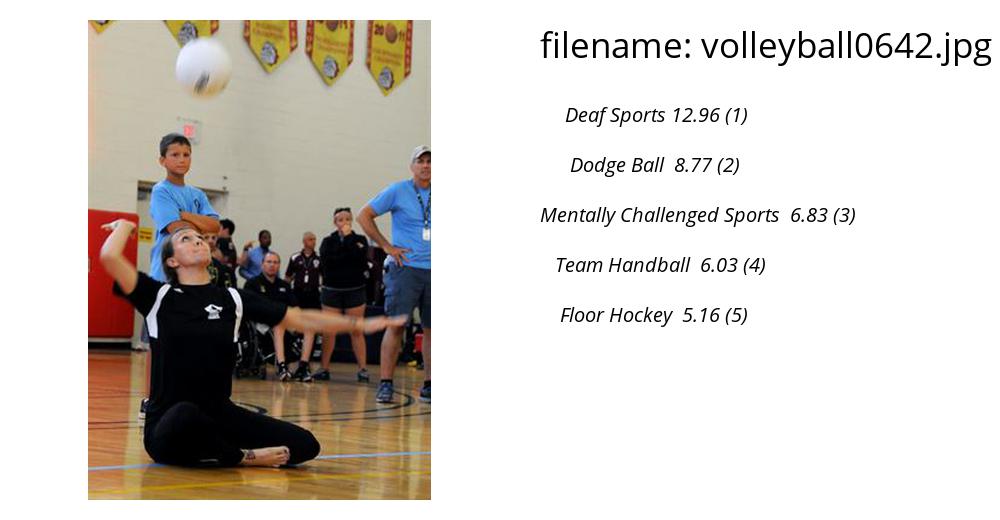 filename: volleyball0642.jpg
Deaf Sports 12.96 (1)
Dodge Ball 8.77 (2)
Mentally Challenged Sports 6.83 (3)
Team Handball 6.03 (4)
Floor Hockey 5.16 (5)
2011